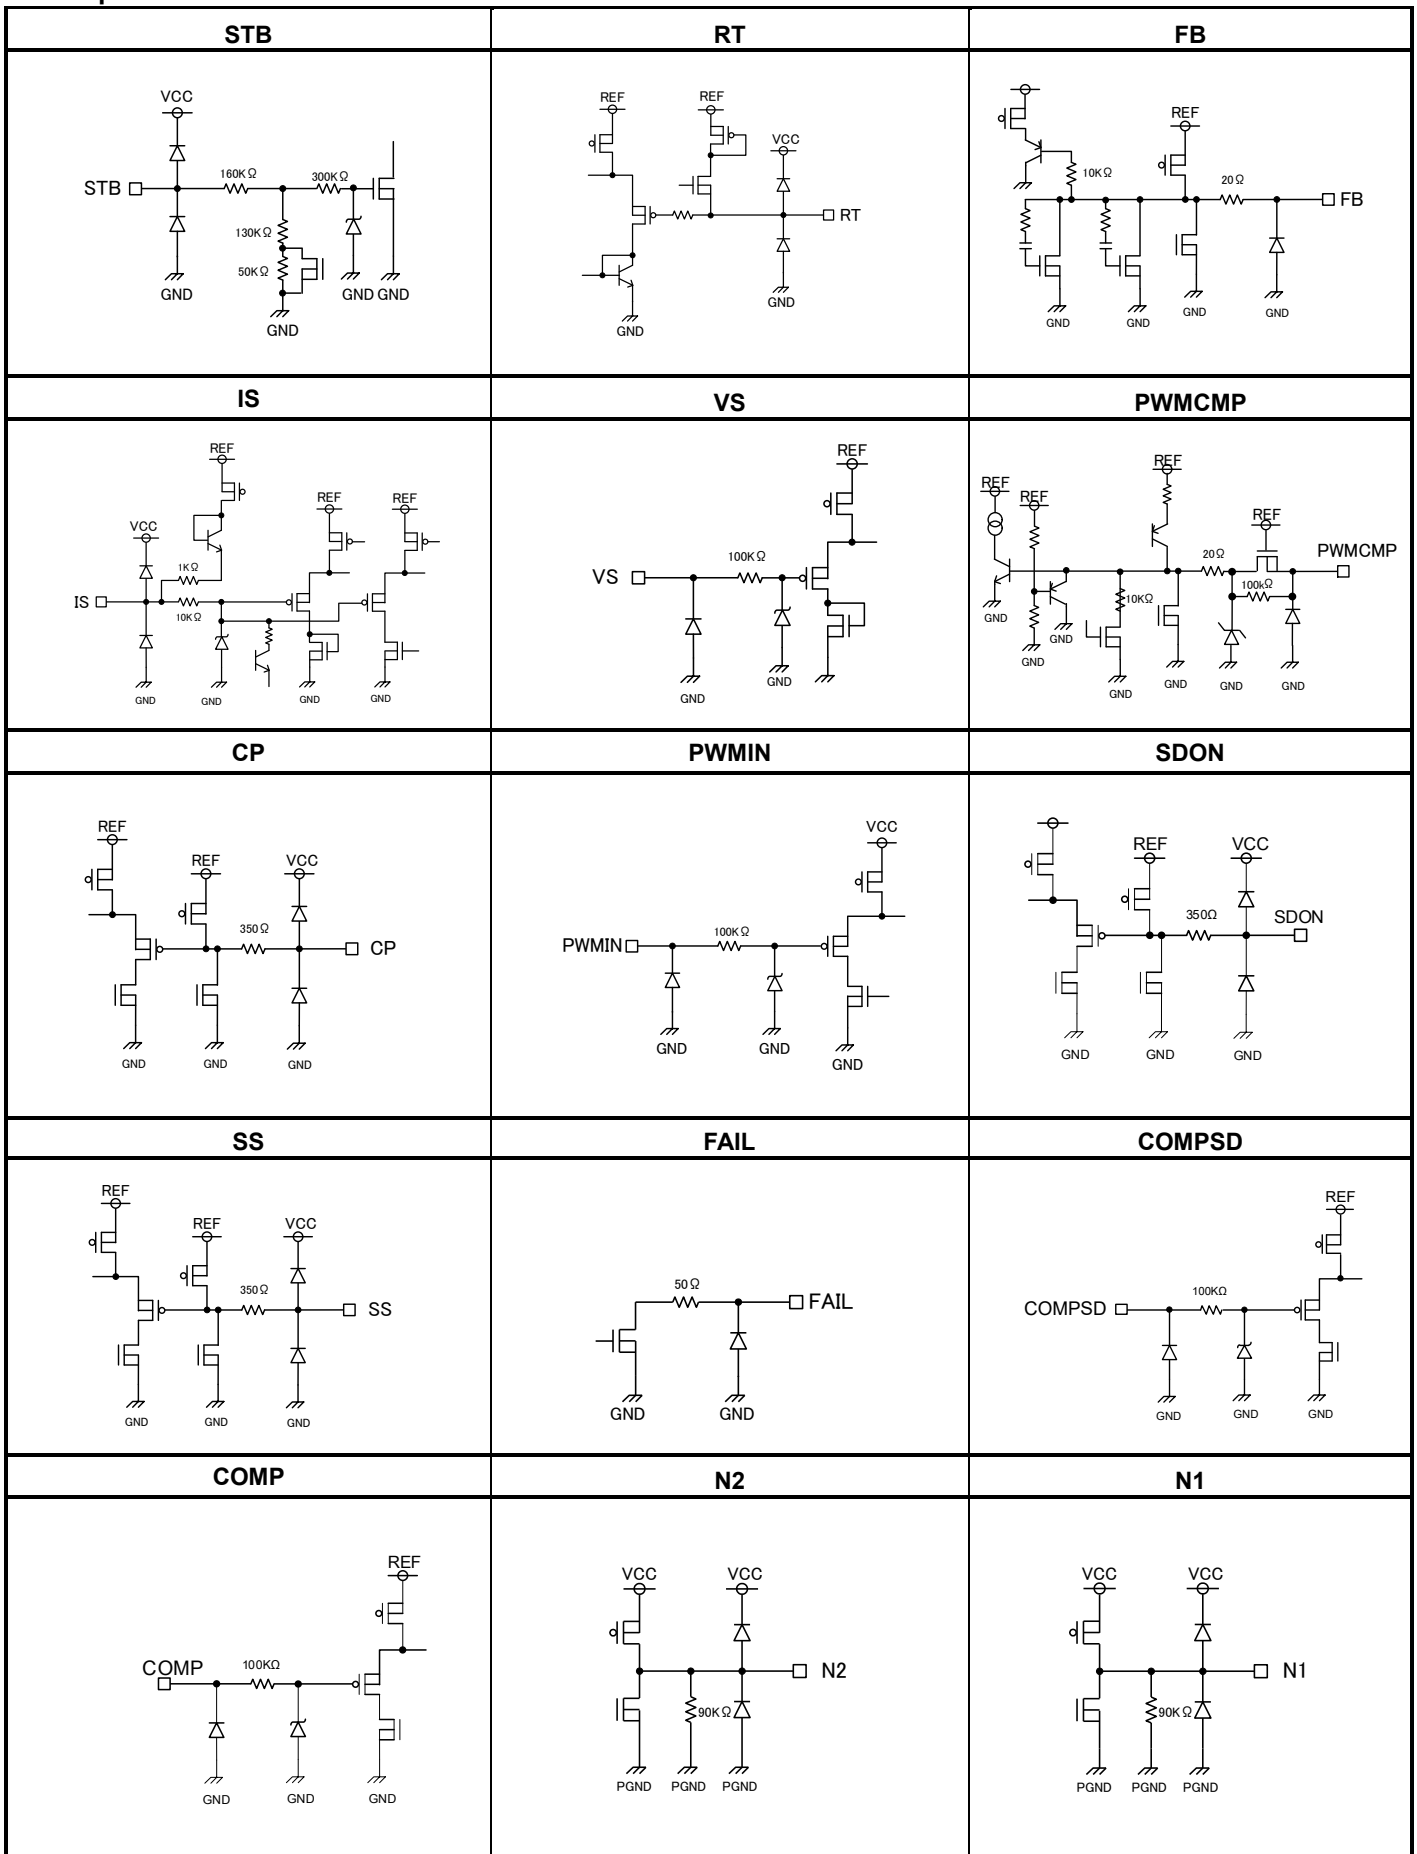 STB RT FB
VCC
STB
160KΩ
300KΩ
130KΩ
50KΩ
GND
GND GND
GND
REF
REF
VCC
RT
GND
GND
REF
10KΩ
20Ω
FB
GND
GND
GND
GND
IS VS PWMCMP
REF
REF
REF
VCC
1KΩ
IS
10KΩ
GND
GND
GND
GND
REF
100KΩ
VS
GND
GND
REF
REF
REF
REF
20Ω
PWMCMP
100kΩ
10KΩ
GND
GND
GND
GND
GND
GND
GND
CP PWMIN SDON
REF
REF
VCC
350Ω
CP
GND
GND
GND
VCC
100KΩ
PWMIN
GND
GND
GND
REF
VCC
350Ω
SDON
GND
GND
GND
SS FAIL COMPSD
REF
REF
VCC
350Ω
SS
GND
GND
GND
50Ω
FAIL
GND
GND
REF
100KΩ
COMPSD
GND
GND
GND
COMP N2 N1
REF
COMP
100KΩ
GND
GND
GND
VCC
VCC
N2
90KΩ
PGND
PGND
PGND
VCC
VCC
N1
90KΩ
PGND
PGND
PGND